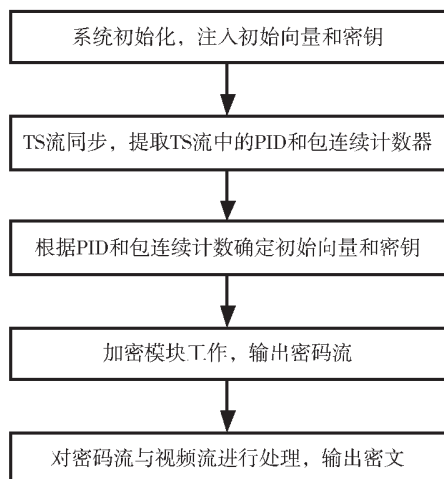 系统初始化，注入初始向量和密钥
TS流同步，提取TS流中的PID和包连续计数器
根据PID和包连续计数确定初始向量和密钥
加密模块工作，输出密码流
对密码流与视频流进行处理，输出密文